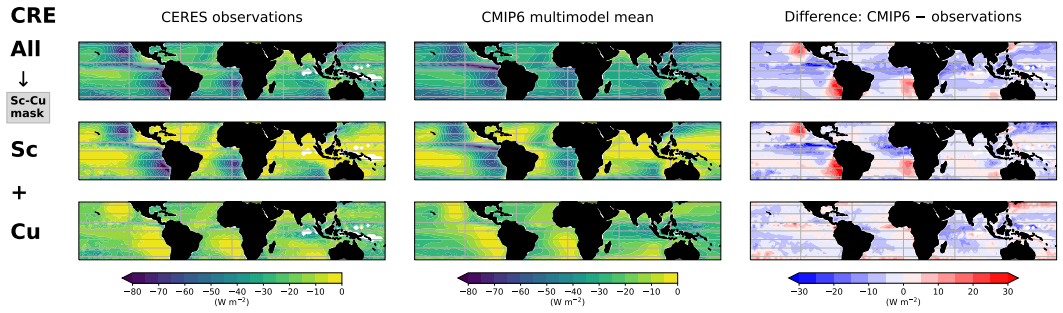 CRE
CERES observations
CMIP6 multimodel mean
Difference: CMIP6 − observations
All
↓
Sc-Cu
mask
Sc
+
Cu
−80 −70 −60 −50 −40 −30 −20 −10 0
(W m⁻²)
−80 −70 −60 −50 −40 −30 −20 −10 0
(W m⁻²)
−30 −20 −10 0 10 20 30
(W m⁻²)